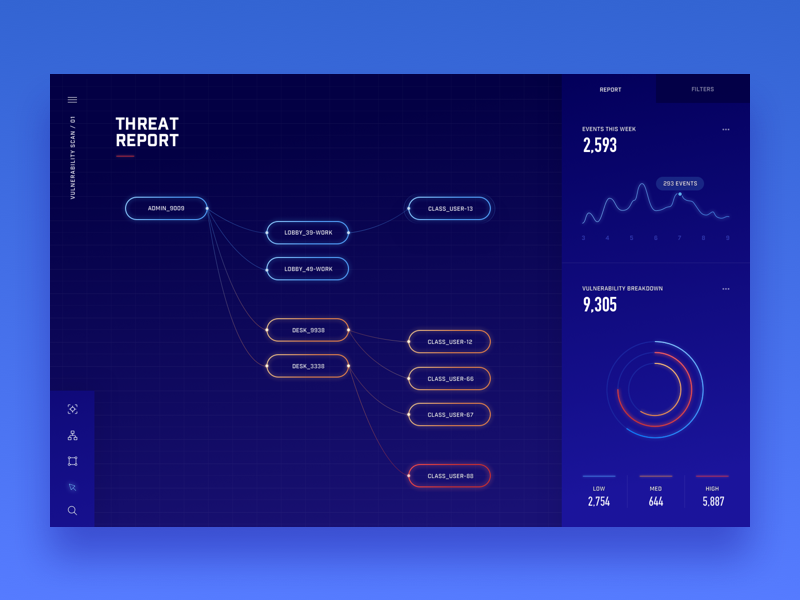 VULNERABILITY SCAN / 01
THREAT
REPORT
ADMIN_9009
LOBBY_39-WORK
LOBBY_49-WORK
DESK_9938
DESK_3338
CLASS_USER-13
CLASS_USER-12
CLASS_USER-66
CLASS_USER-67
CLASS_USER-88
REPORT
FILTERS
EVENTS THIS WEEK
2,593
293 EVENTS
3 4 5 6 7 8 9
VULNERABILITY BREAKDOWN
9,305
LOW
2,754
MED
644
HIGH
5,887